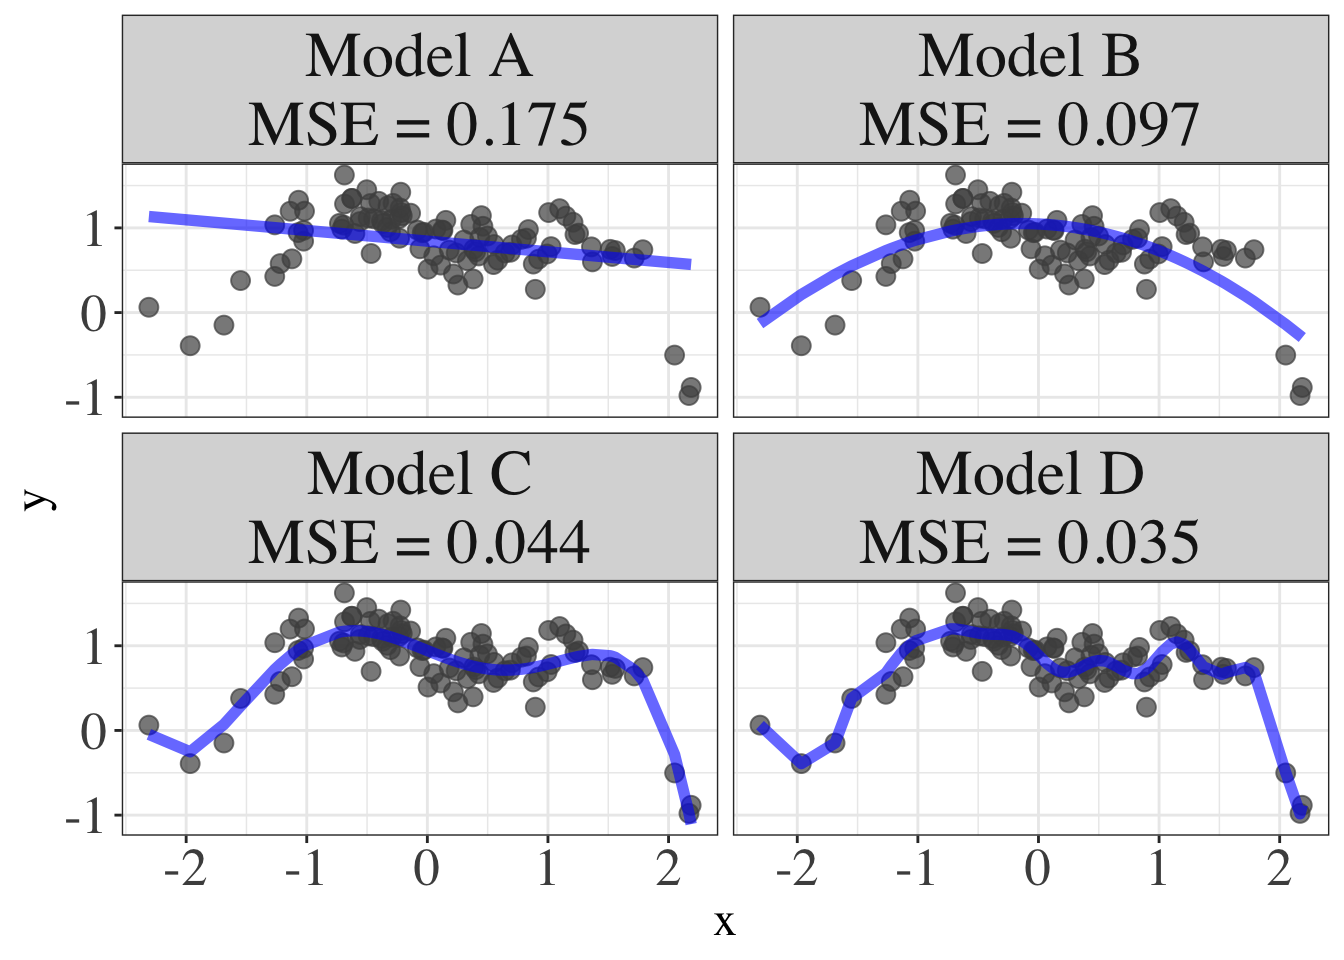 Model A
MSE = 0.175
Model B
MSE = 0.097
1
0
-1
Model C
MSE = 0.044
Model D
MSE = 0.035
1
0
-1
-2 -1 0 1 2
-2 -1 0 1 2
x
y